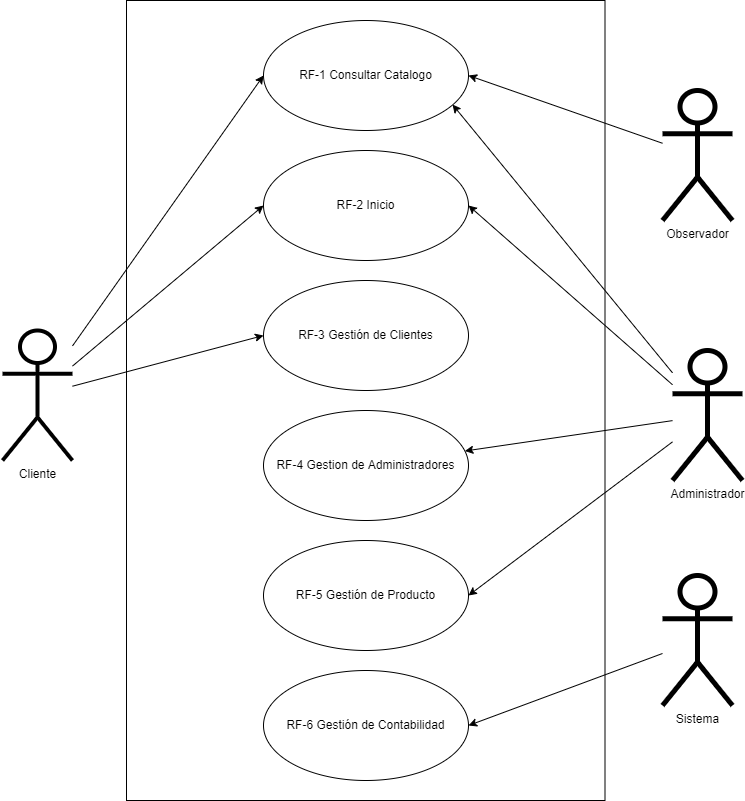 RF-1 Consultar Catalogo
Observador
RF-2 Inicio
RF-3 Gestión de Clientes
Cliente
RF-4 Gestion de Administradores
Administrador
RF-5 Gestión de Producto
RF-6 Gestión de Contabilidad
Sistema